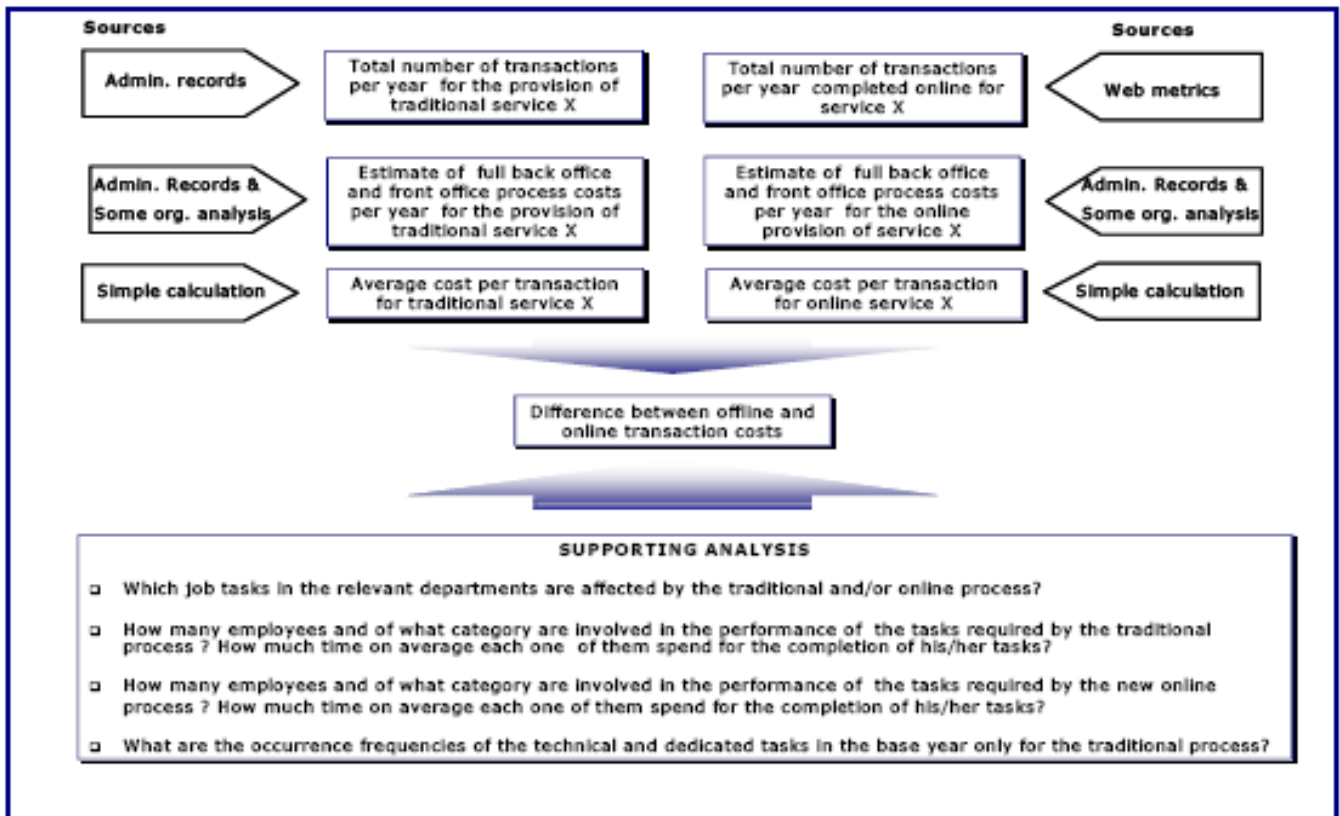 Sources
Sources
Admin. records
Total number of transactions
per year for the provision of
traditional service X
Total number of transactions
per year completed online for
service X
Web metrics
Admin. Records &
Some org. analysis
Estimate of full back office
and front office process costs
per year for the provision of
traditional service X
Estimate of full back office
and front office process costs
per year for the online
provision of service X
Admin. Records &
Some org. analysis
Simple calculation
Average cost per transaction
for traditional service X
Average cost per transaction
for online service X
Simple calculation
Difference between offline and
online transaction costs
SUPPORTING ANALYSIS
Which job tasks in the relevant departments are affected by the traditional and/or online process?
How many employees and of what category are involved in the performance of the tasks required by the traditional
process ? How much time on average each one of them spend for the completion of his/her tasks?
How many employees and of what category are involved in the performance of the tasks required by the new online
process ? How much time on average each one of them spend for the completion of his/her tasks?
What are the occurrence frequencies of the technical and dedicated tasks in the base year only for the traditional process?